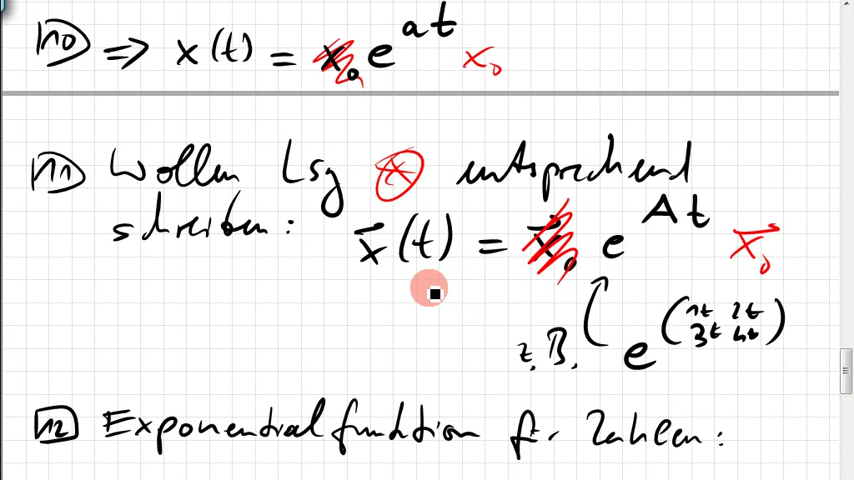 10 => x(t) = x₀ e^{at} x₀
11 Wollen Lsg * entsprechend
schreiben: x⃗(t) = x⃗₀ e^{At} x⃗₀
z.B. e^{(1t 2t
3t 4t)}
12 Exponentialfunktion für Zahlen: